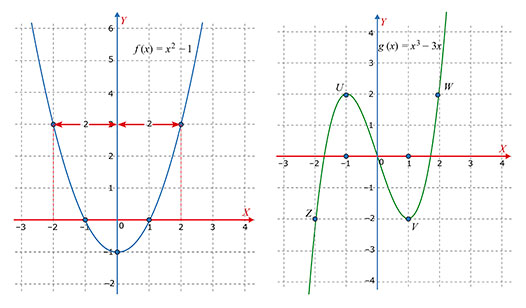 Y
6
f (x) = x² − 1
5
4
2 3 2
2
1
X
−3 −2 −1 0 1 2 3 4
−1
−2
Y
4
g (x) = x³ − 3x
U 2 W
1
X
−3 −2 −1 0 1 2 3 4
−1
Z −2 V
−3
−4